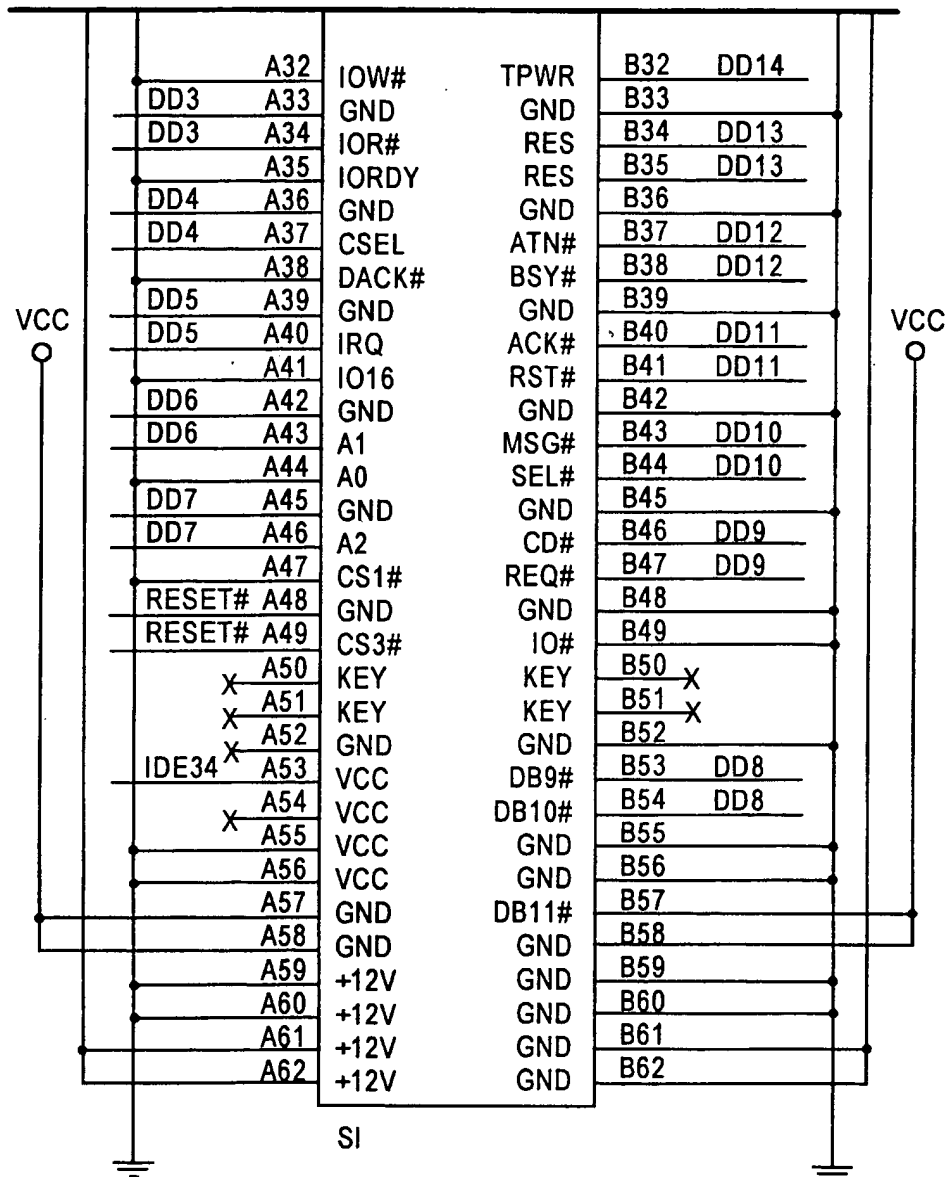 A32 IOW# TPWR B32 DD14
DD3 A33 GND GND B33
DD3 A34 IOR# RES B34 DD13
A35 IORDY RES B35 DD13
DD4 A36 GND GND B36
DD4 A37 CSEL ATN# B37 DD12
A38 DACK# BSY# B38 DD12
DD5 A39 GND GND B39
VCC DD5 A40 IRQ ACK# B40 DD11 VCC
A41 IO16 RST# B41 DD11
DD6 A42 GND GND B42
DD6 A43 A1 MSG# B43 DD10
A44 A0 SEL# B44 DD10
DD7 A45 GND GND B45
DD7 A46 A2 CD# B46 DD9
A47 CS1# REQ# B47 DD9
RESET# A48 GND GND B48
RESET# A49 CS3# IO# B49
X A50 KEY KEY B50 X
X A51 KEY KEY B51 X
X A52 GND GND B52
IDE34 A53 VCC DB9# B53 DD8
X A54 VCC DB10# B54 DD8
A55 VCC GND B55
A56 VCC GND B56
A57 GND DB11# B57
A58 GND GND B58
A59 +12V GND B59
A60 +12V GND B60
A61 +12V GND B61
A62 +12V GND B62
SI